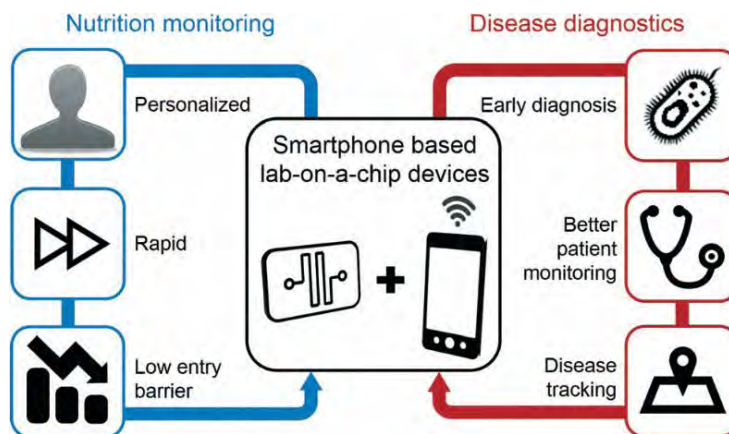 Nutrition monitoring
Disease diagnostics
Personalized
Rapid
Low entry
barrier
Smartphone based
lab-on-a-chip devices
Early diagnosis
Better
patient
monitoring
Disease
tracking